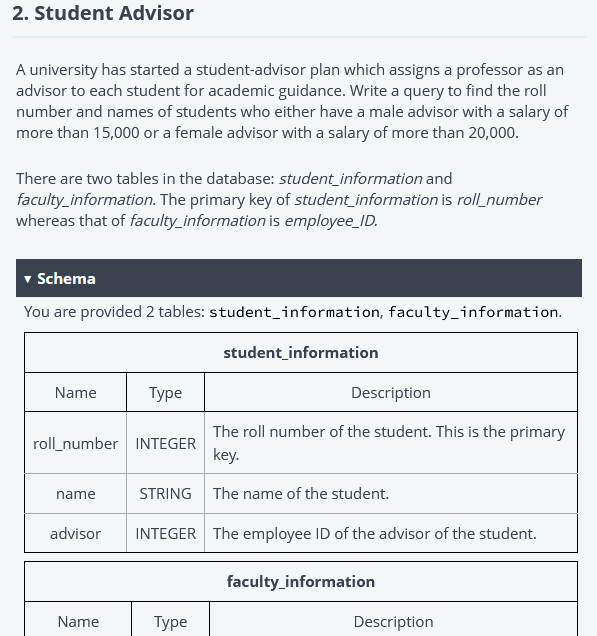 2. Student Advisor
A university has started a student-advisor plan which assigns a professor as an
advisor to each student for academic guidance. Write a query to find the roll
number and names of students who either have a male advisor with a salary of
more than 15,000 or a female advisor with a salary of more than 20,000.
There are two tables in the database: student_information and
faculty_information. The primary key of student_information is roll_number
whereas that of faculty_information is employee_ID.
▾ Schema
You are provided 2 tables: student_information, faculty_information.
student_information
Name Type Description
roll_number INTEGER The roll number of the student. This is the primary
key.
name STRING The name of the student.
advisor INTEGER The employee ID of the advisor of the student.
faculty_information
Name Type Description